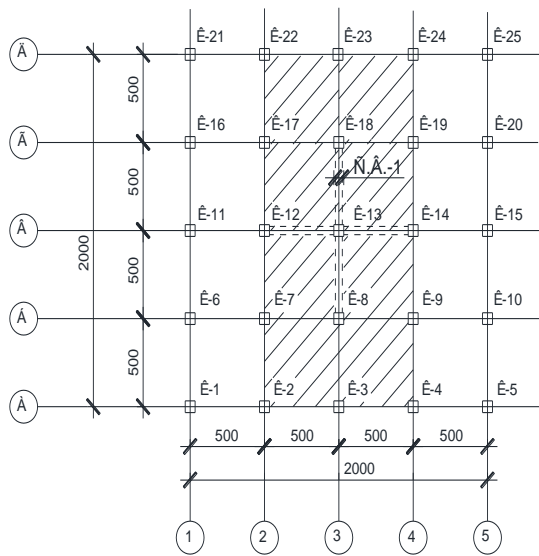 Ê-21 Ê-22 Ê-23 Ê-24 Ê-25
Ä
500
Ê-16 Ê-17 Ê-18 Ê-19 Ê-20
Ã
Ñ.Â.-1
500
Ê-11 Ê-12 Ê-13 Ê-14 Ê-15
Â
2000
500
Ê-6 Ê-7 Ê-8 Ê-9 Ê-10
Á
500
Ê-1 Ê-2 Ê-3 Ê-4 Ê-5
À
500 500 500 500
2000
1 2 3 4 5